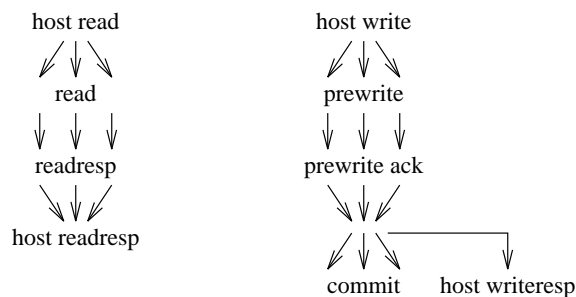 host read
read
readresp
host readresp
host write
prewrite
prewrite ack
commit
host writeresp